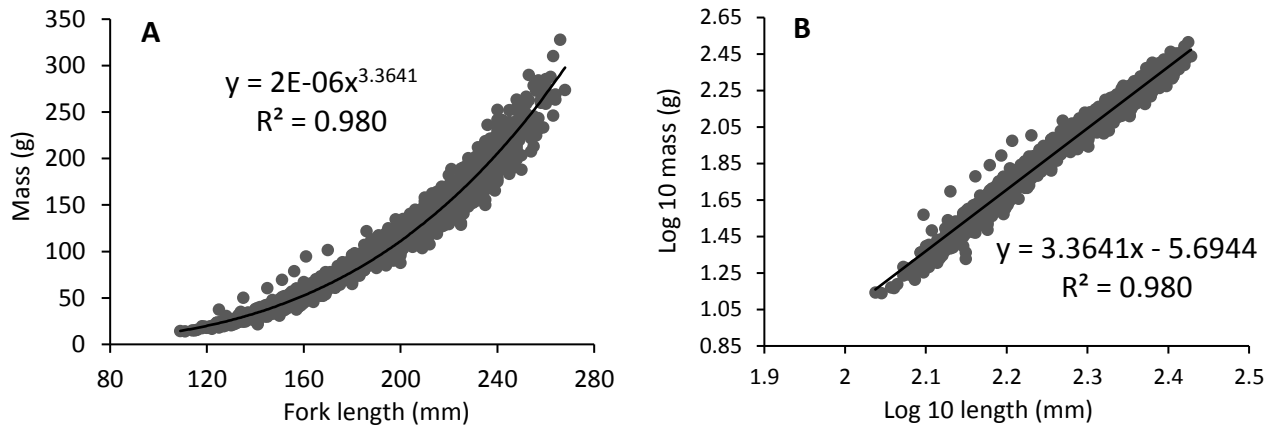 A
y = 2E-06x^3.3641
R² = 0.980
Mass (g)
350
300
250
200
150
100
50
0
80 120 160 200 240 280
Fork length (mm)
B
y = 3.3641x - 5.6944
R² = 0.980
Log 10 mass (g)
2.65
2.45
2.25
2.05
1.85
1.65
1.45
1.25
1.05
0.85
1.9 2 2.1 2.2 2.3 2.4 2.5
Log 10 length (mm)